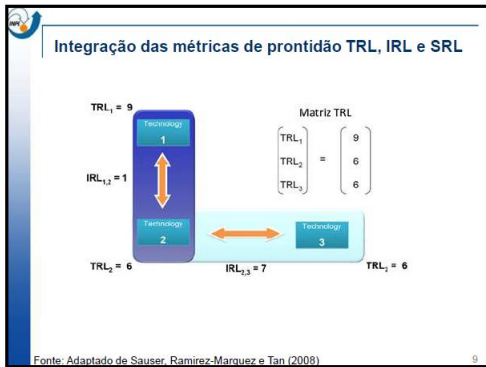 INPI
Integração das métricas de prontidão TRL, IRL e SRL
TRL₁ = 9
Matriz TRL
Technology
1
TRL₁ 9
IRL₁,₂ = 1
TRL₂ = 6
TRL₃ 6
Technology
2
Technology
3
TRL₂ = 6
IRL₂,₃ = 7
TRL₂ = 6
Fonte: Adaptado de Sauser, Ramirez-Marquez e Tan (2008)
9